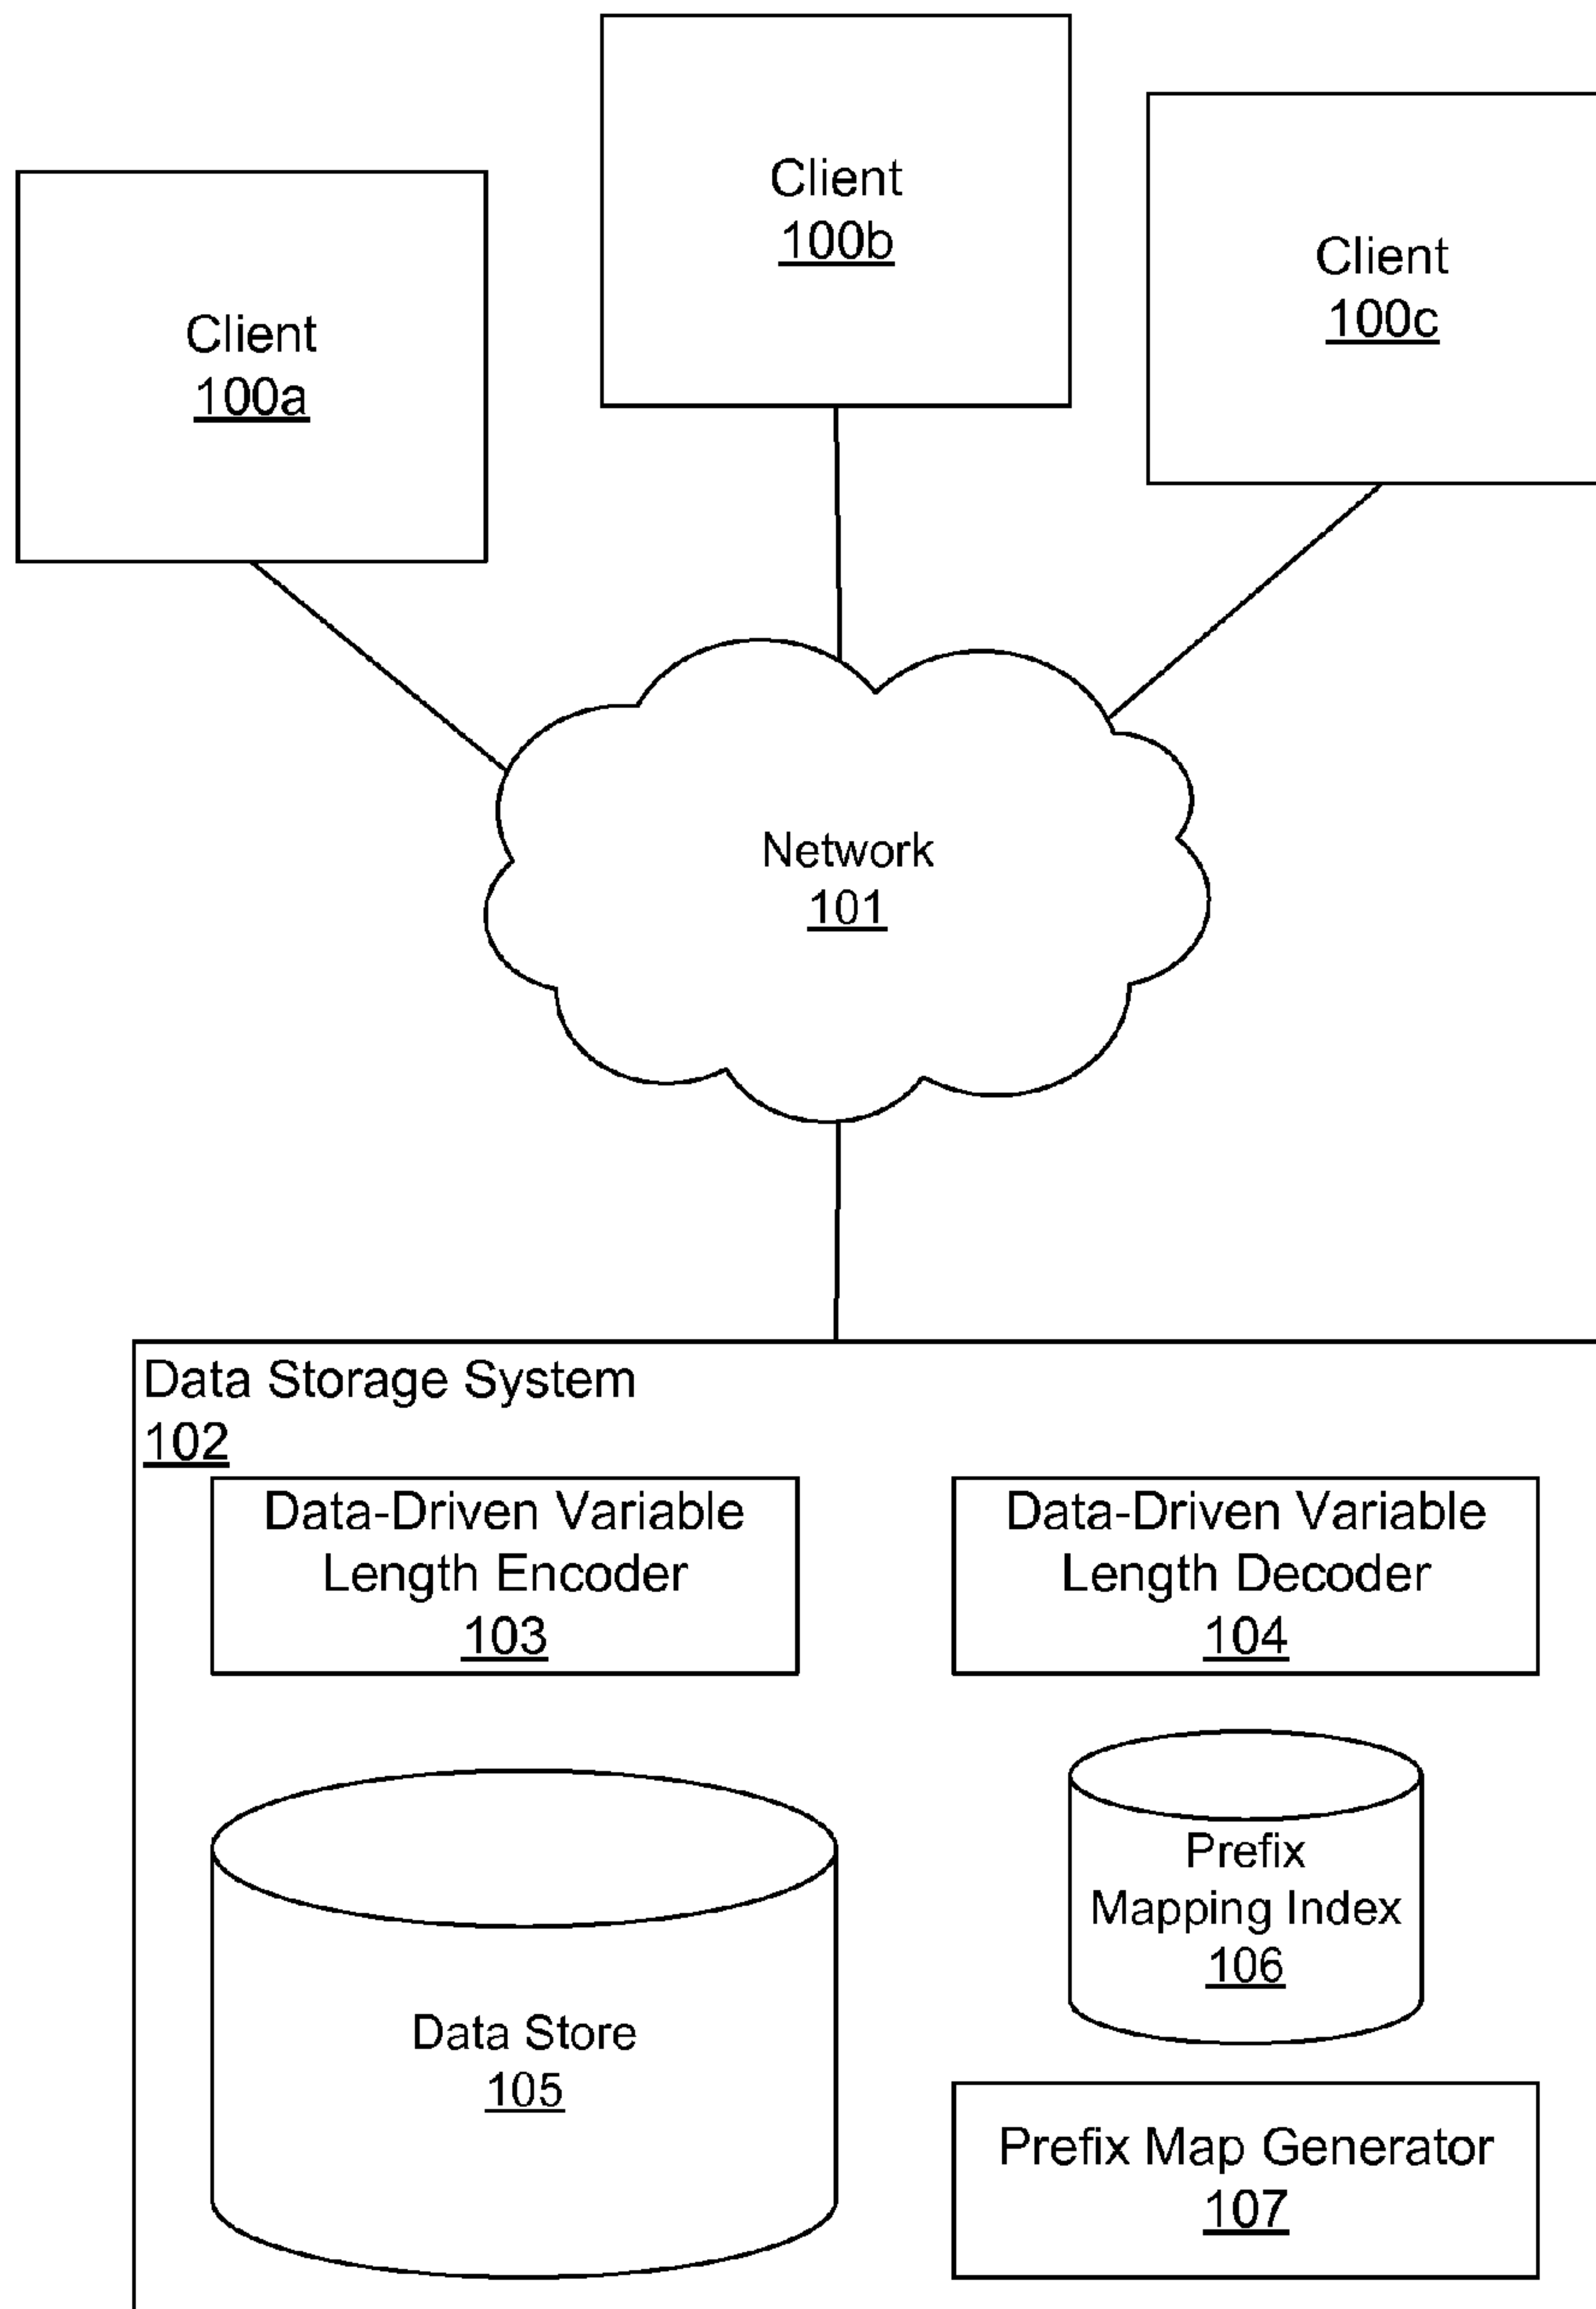 Client
100a
Client
100b
Client
100c
Network
101
Data Storage System
102
Data-Driven Variable
Length Encoder
103
Data-Driven Variable
Length Decoder
104
Data Store
105
Prefix
Mapping Index
106
Prefix Map Generator
107